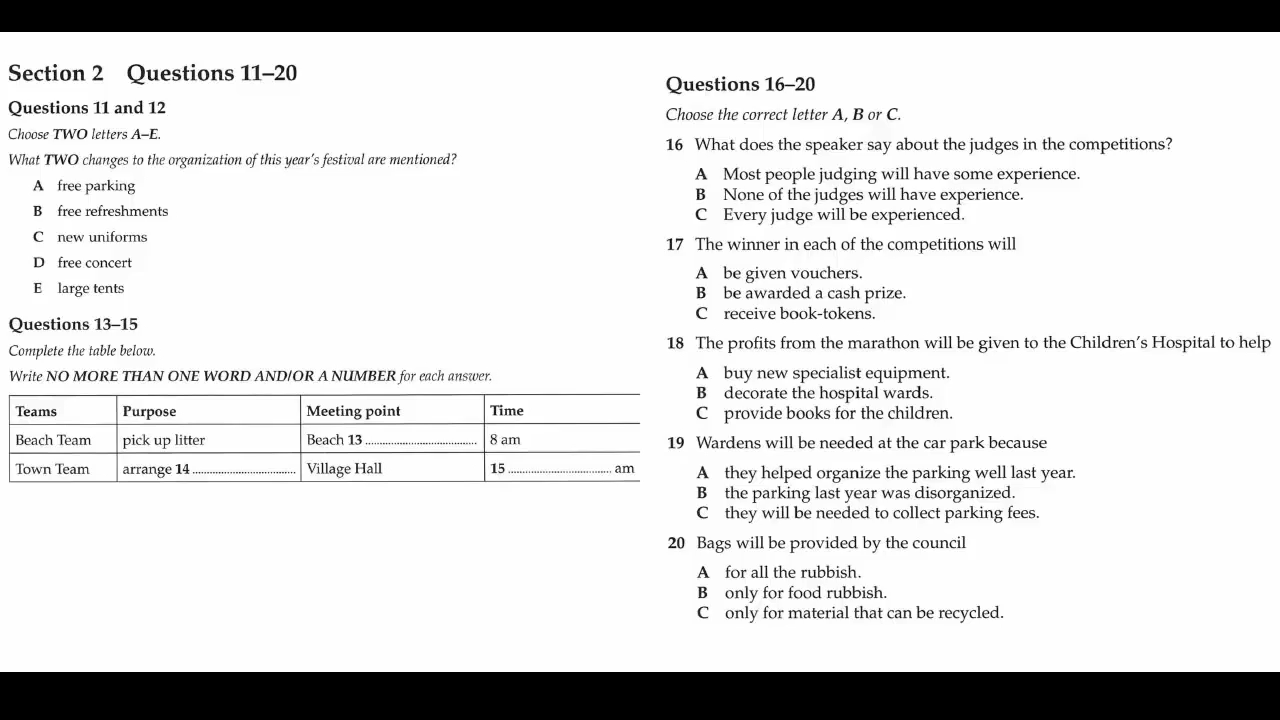 Section 2 Questions 11–20
Questions 11 and 12
Choose TWO letters A–E.
What TWO changes to the organization of this year's festival are mentioned?
A free parking
B free refreshments
C new uniforms
D free concert
E large tents
Questions 13–15
Complete the table below.
Write NO MORE THAN ONE WORD AND/OR A NUMBER for each answer.
Teams Purpose Meeting point Time
Beach Team pick up litter Beach 13 .................................... 8 am
Town Team arrange 14 .................................... Village Hall 15 .................................... am
Questions 16–20
Choose the correct letter A, B or C.
16 What does the speaker say about the judges in the competitions?
A Most people judging will have some experience.
B None of the judges will have experience.
C Every judge will be experienced.
17 The winner in each of the competitions will
A be given vouchers.
B be awarded a cash prize.
C receive book-tokens.
18 The profits from the marathon will be given to the Children's Hospital to help
A buy new specialist equipment.
B decorate the hospital wards.
C provide books for the children.
19 Wardens will be needed at the car park because
A they helped organize the parking well last year.
B the parking last year was disorganized.
C they will be needed to collect parking fees.
20 Bags will be provided by the council
A for all the rubbish.
B only for food rubbish.
C only for material that can be recycled.